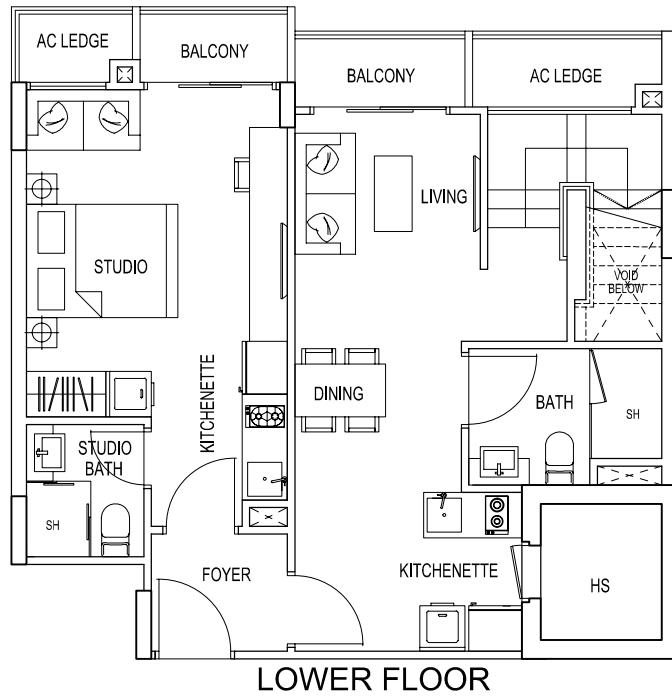 AC LEDGE
BALCONY
BALCONY
AC LEDGE
LIVING
STUDIO
VOID
BELOW
KITCHENETTE
DINING
BATH
SH
STUDIO
BATH
SH
FOYER
KITCHENETTE
HS
LOWER FLOOR